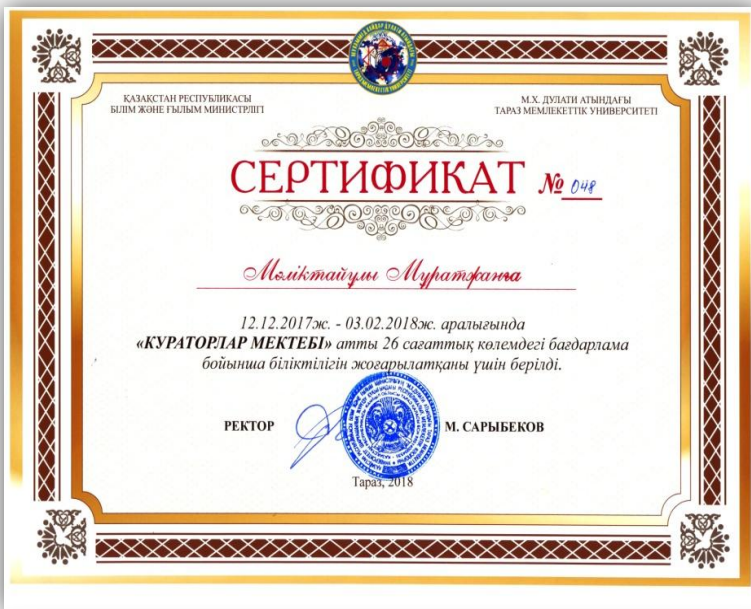 ҚАЗАҚСТАН РЕСПУБЛИКАСЫ
БІЛІМ ЖӘНЕ ҒЫЛЫМ МИНИСТРЛІГІ
М.Х. ДУЛАТИ АТЫНДАҒЫ
ТАРАЗ МЕМЛЕКЕТТІК УНИВЕРСИТЕТІ
СЕРТИФИКАТ № 048
Мәліктайұлы Мұратжанға
12.12.2017ж. - 03.02.2018ж. аралығында
«КУРАТОРЛАР МЕКТЕБІ» атты 26 сағаттық көлемдегі бағдарлама
бойынша біліктілігін жоғарылатқаны үшін берілді.
РЕКТОР М. САРЫБЕКОВ
Тараз, 2018